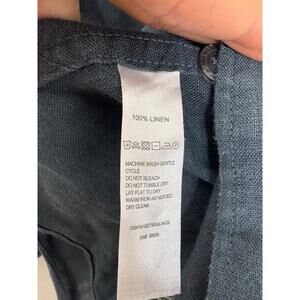 100% LINEN
MACHINE WASH GENTLE
CYCLE
DO NOT BLEACH
DO NOT TUMBLE DRY
LAY FLAT TO DRY
WARM IRON AS NEEDED
DRY CLEAN